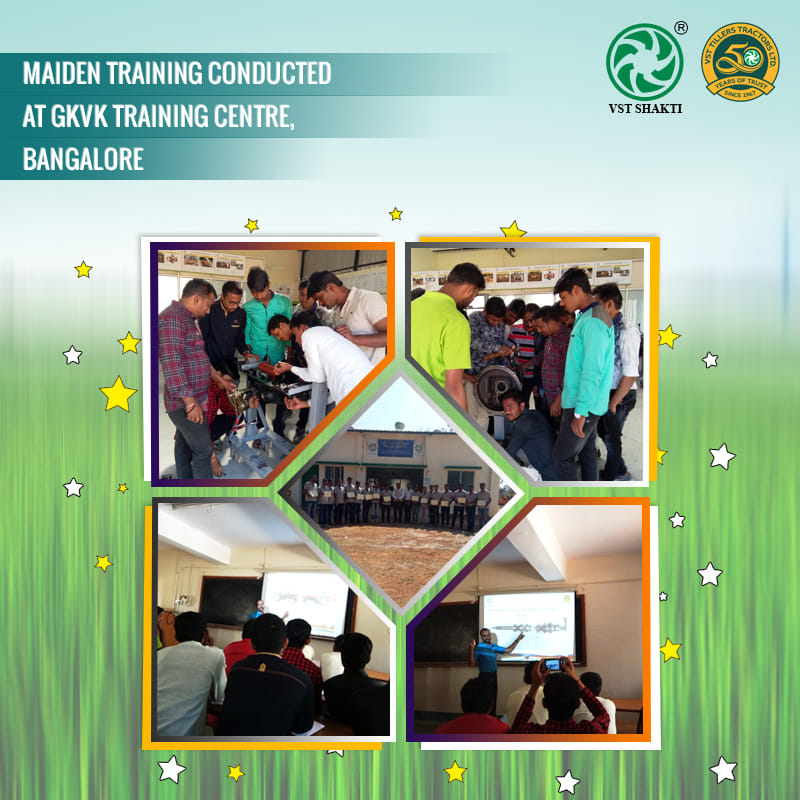 MAIDEN TRAINING CONDUCTED
AT GKVK TRAINING CENTRE,
BANGALORE
®
VST SHAKTI
VST TILLERS TRACTORS LTD.
50
YEARS OF TRUST
SINCE 1967